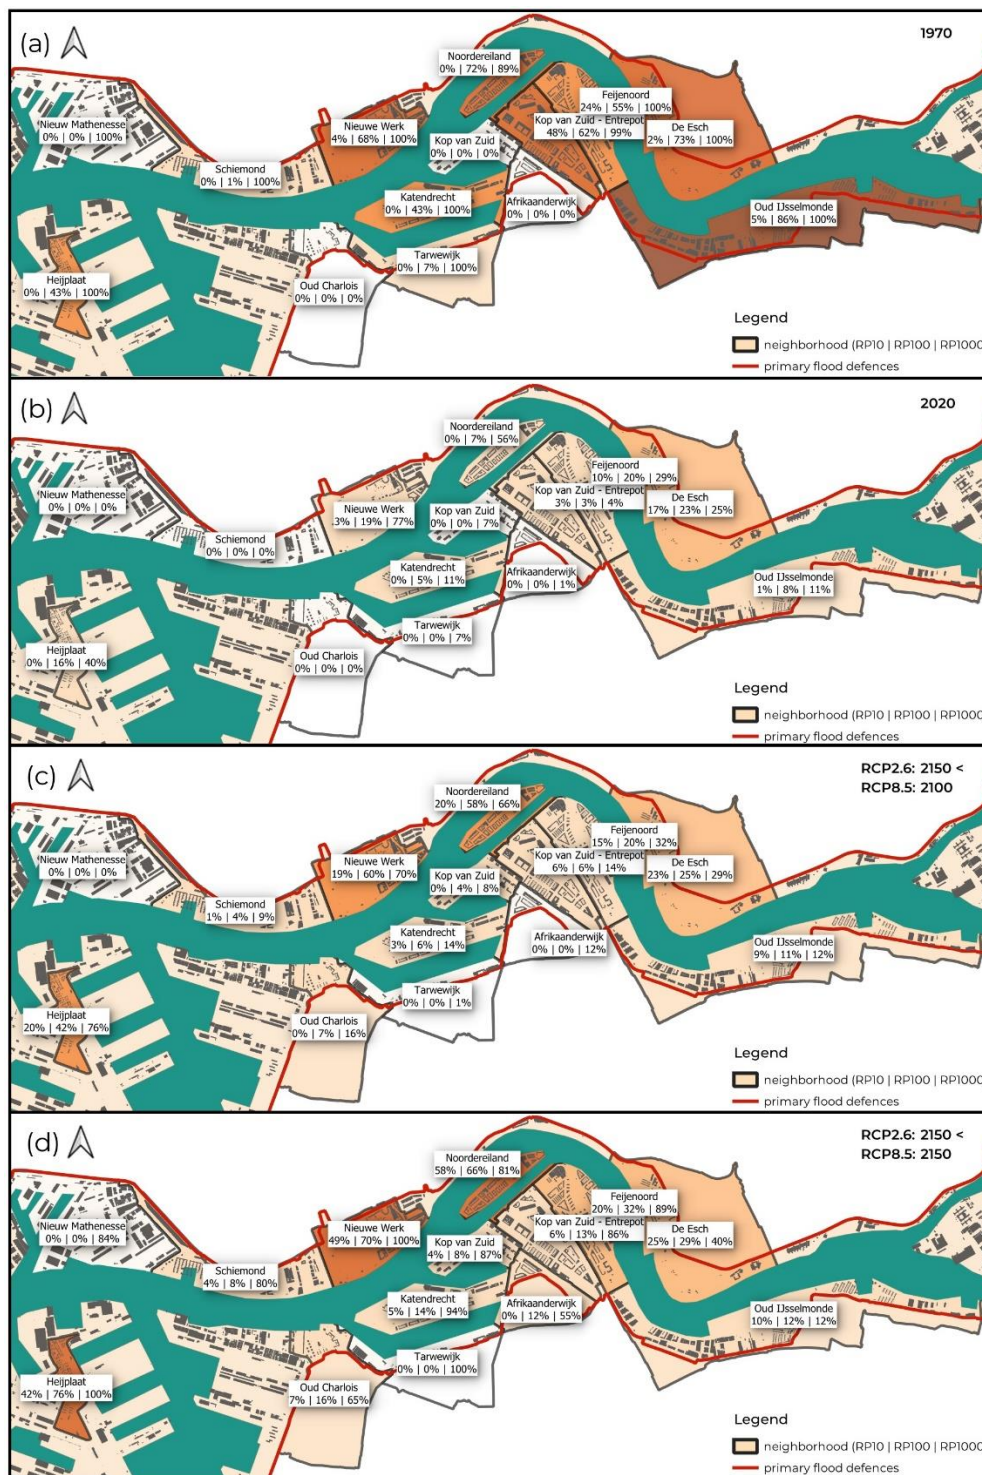 (a)
1970
Noordereiland
0% | 72% | 89%
Feijenoord
24% | 55% | 100%
Nieuw Mathenesse
0% | 0% | 100%
Nieuwe Werk
4% | 68% | 100%
Kop van Zuid - Entrepot
48% | 62% | 99%
De Esch
2% | 73% | 100%
Kop van Zuid
0% | 0% | 0%
Schiemond
0% | 1% | 100%
Katendrecht
0% | 43% | 100%
Afrikaanderwijk
0% | 0% | 0%
Oud IJsselmonde
5% | 86% | 100%
Tarwewijk
0% | 7% | 100%
Heijplaat
0% | 43% | 100%
Oud Charlois
0% | 0% | 0%
Legend
neighborhood (RP10 | RP100 | RP1000
primary flood defences
(b)
2020
Noordereiland
0% | 7% | 56%
Feijenoord
10% | 20% | 29%
Nieuw Mathenesse
0% | 0% | 0%
Nieuwe Werk
3% | 19% | 77%
Kop van Zuid - Entrepot
3% | 3% | 4%
De Esch
17% | 23% | 25%
Kop van Zuid
0% | 0% | 7%
Schiemond
0% | 0% | 0%
Katendrecht
0% | 5% | 11%
Afrikaanderwijk
0% | 0% | 1%
Oud IJsselmonde
1% | 8% | 11%
Tarwewijk
0% | 0% | 7%
Heijplaat
0% | 16% | 40%
Oud Charlois
0% | 0% | 0%
Legend
neighborhood (RP10 | RP100 | RP1000
primary flood defences
(c)
RCP2.6: 2150 <
RCP8.5: 2100
Noordereiland
20% | 58% | 66%
Feijenoord
15% | 20% | 32%
Nieuw Mathenesse
0% | 0% | 0%
Nieuwe Werk
19% | 60% | 70%
Kop van Zuid - Entrepot
6% | 6% | 14%
De Esch
23% | 25% | 29%
Kop van Zuid
0% | 4% | 8%
Schiemond
1% | 4% | 9%
Katendrecht
3% | 6% | 14%
Afrikaanderwijk
0% | 0% | 12%
Oud IJsselmonde
9% | 11% | 12%
Tarwewijk
0% | 0% | 1%
Heijplaat
20% | 42% | 76%
Oud Charlois
0% | 7% | 16%
Legend
neighborhood (RP10 | RP100 | RP1000
primary flood defences
(d)
RCP2.6: 2150 <
RCP8.5: 2150
Noordereiland
58% | 66% | 81%
Feijenoord
20% | 32% | 89%
Nieuw Mathenesse
0% | 0% | 84%
Nieuwe Werk
49% | 70% | 100%
Kop van Zuid - Entrepot
6% | 13% | 86%
De Esch
25% | 29% | 40%
Kop van Zuid
4% | 8% | 87%
Schiemond
4% | 8% | 80%
Katendrecht
5% | 14% | 94%
Afrikaanderwijk
0% | 12% | 55%
Oud IJsselmonde
10% | 12% | 12%
Tarwewijk
0% | 0% | 100%
Heijplaat
42% | 76% | 100%
Oud Charlois
7% | 16% | 65%
Legend
neighborhood (RP10 | RP100 | RP1000
primary flood defences